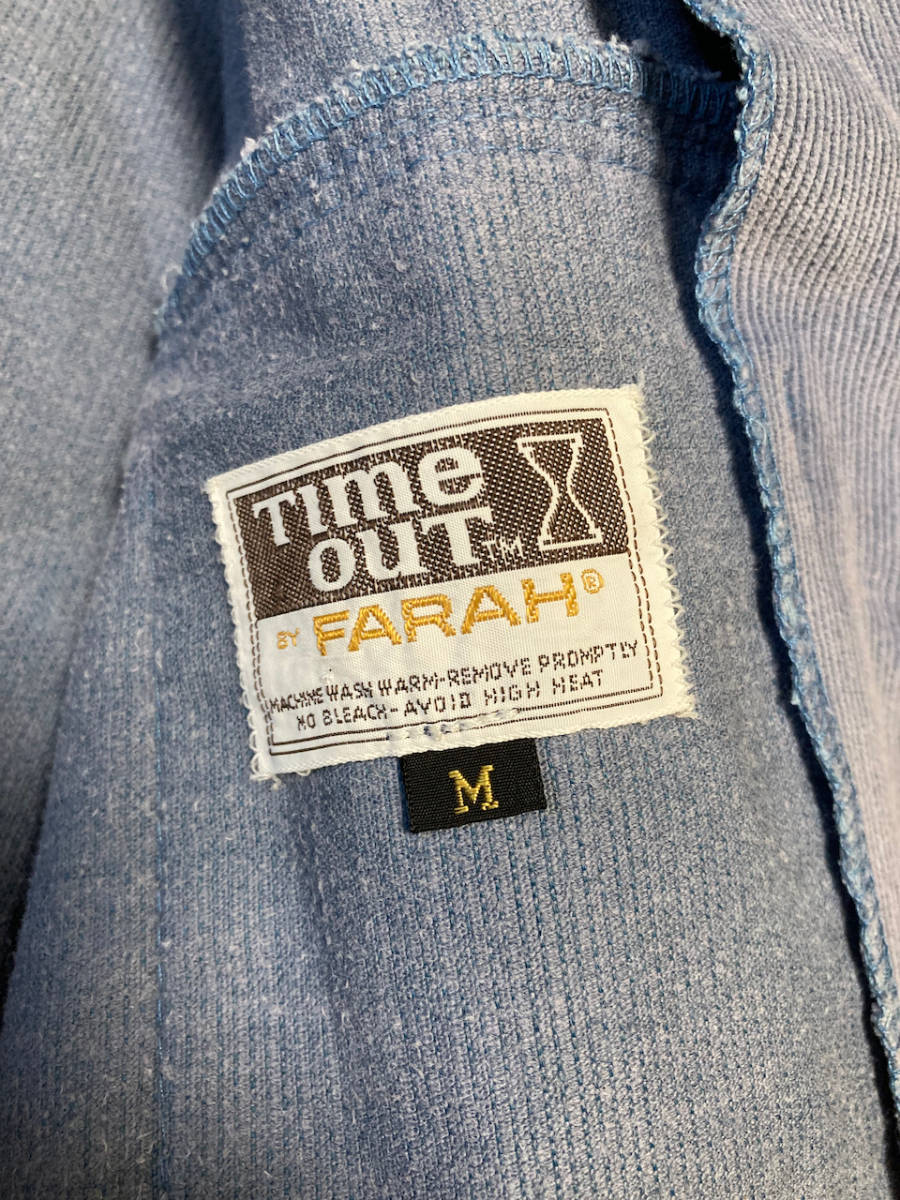 Time
OUT™
BY FARAH®
MACHINE WASH WARM-REMOVE PROMPTLY
NO BLEACH-AVOID HIGH HEAT
M